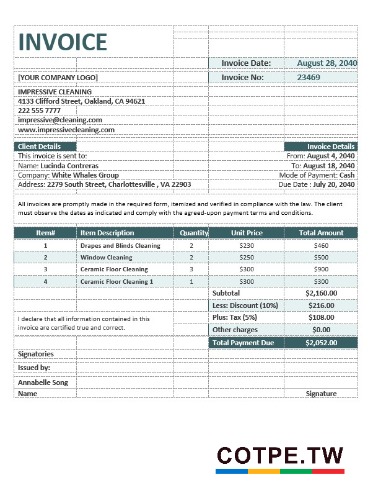 INVOICE
Invoice Date: August 28, 2040
[YOUR COMPANY LOGO] Invoice No: 23469
IMPRESSIVE CLEANING
4133 Clifford Street, Oakland, CA 94621
222 555 7777
impressive@cleaning.com
www.impressivecleaning.com
Client Details Invoice Details
This invoice is sent to: From: August 4, 2040
Name: Lucinda Contreras To: August 18, 2040
Company: White Whales Group Mode of Payment: Cash
Address: 2279 South Street, Charlottesville , VA 22903 Due Date : July 20, 2040
All invoices are promptly made in the required form, itemized and verified in compliance with the law. The client
must observe the dates as indicated and comply with the agreed-upon payment terms and conditions.
Item# Item Description Quantity Unit Price Total Amount
1 Drapes and Blinds Cleaning 2 $230 $460
2 Window Cleaning 2 $250 $500
3 Ceramic Floor Cleaning 3 $300 $900
4 Ceramic Floor Cleaning 1 1 $300 $300
Subtotal $2,160.00
Less: Discount (10%) $216.00
I declare that all information contained in this
invoice are certified true and correct.
Plus: Tax (5%) $108.00
Other charges $0.00
Total Payment Due $2,052.00
Signatories
Issued by:
Annabelle Song
Name Signature
COTPE.TW